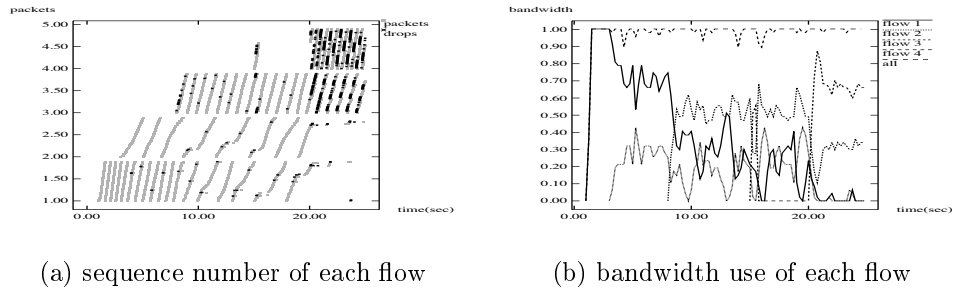 packets
packets
drops
5.00
4.50
4.00
3.50
3.00
2.50
2.00
1.50
1.00
0.00
10.00
20.00
time(sec)
(a) sequence number of each flow
bandwidth
flow 1
flow 2
flow 3
flow 4
all
1.00
0.90
0.80
0.70
0.60
0.50
0.40
0.30
0.20
0.10
0.00
0.00
10.00
20.00
time(sec)
(b) bandwidth use of each flow